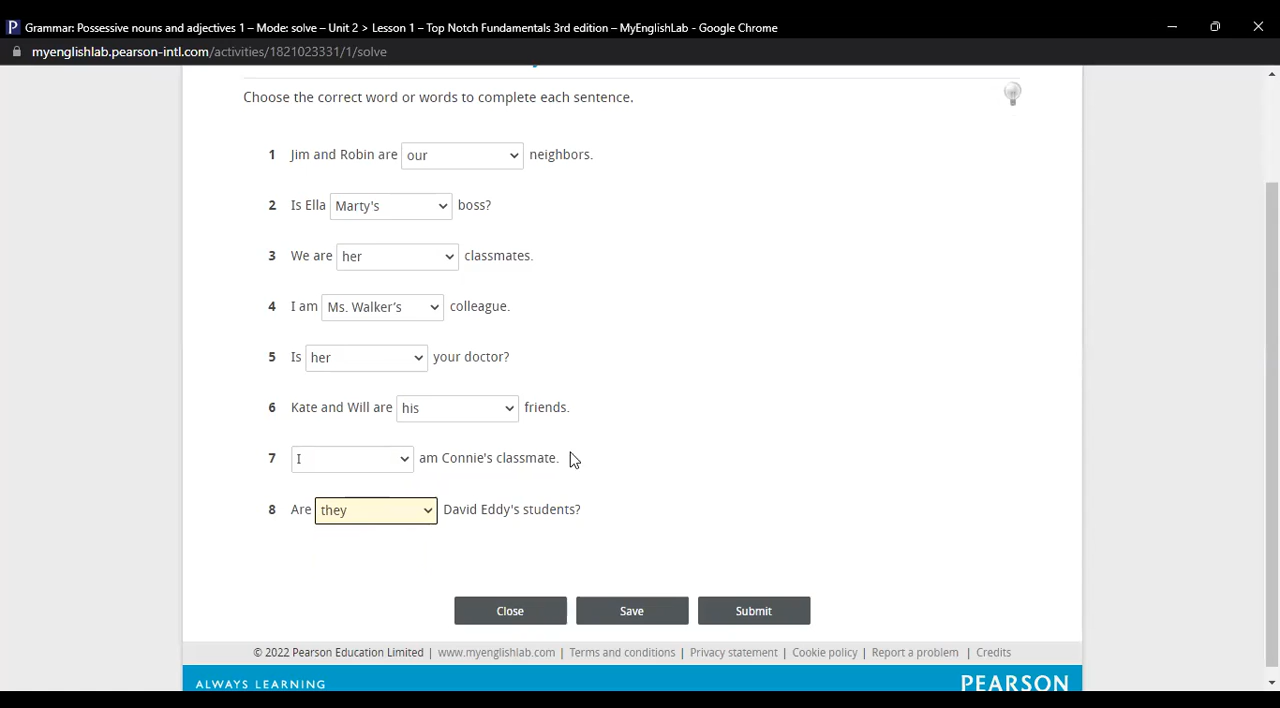 Grammar: Possessive nouns and adjectives 1 – Mode: solve – Unit 2 > Lesson 1 – Top Notch Fundamentals 3rd edition – MyEnglishLab - Google Chrome
myenglishlab.pearson-intl.com/activities/1821023331/1/solve
Choose the correct word or words to complete each sentence.
1 Jim and Robin are our neighbors.
2 Is Ella Marty's boss?
3 We are her classmates.
4 I am Ms. Walker's colleague.
5 Is her your doctor?
6 Kate and Will are his friends.
7 I am Connie's classmate.
8 Are they David Eddy's students?
Close Save Submit
© 2022 Pearson Education Limited | www.myenglishlab.com | Terms and conditions | Privacy statement | Cookie policy | Report a problem | Credits
ALWAYS LEARNING PEARSON